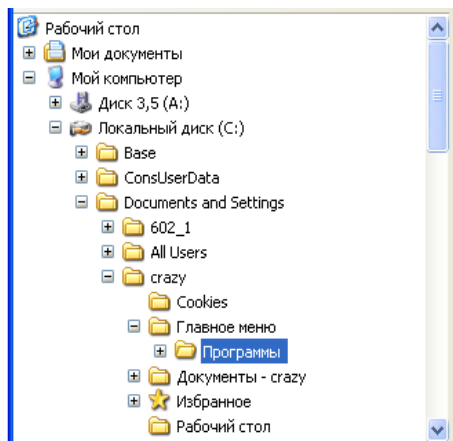 Рабочий стол
Мои документы
Мой компьютер
Диск 3,5 (A:)
Локальный диск (C:)
Base
ConsUserData
Documents and Settings
602_1
All Users
crazy
Cookies
Главное меню
Программы
Документы - crazy
Избранное
Рабочий стол